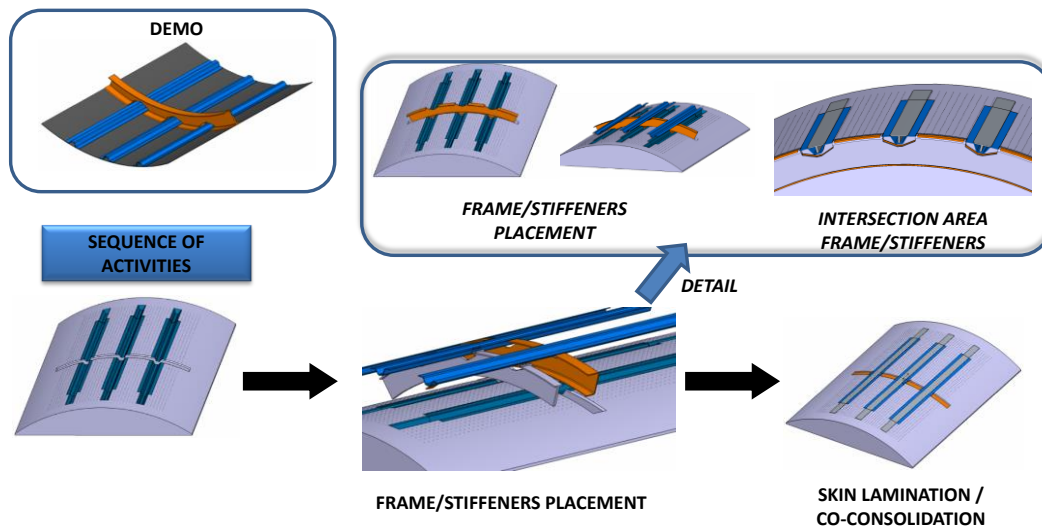 DEMO
FRAME/STIFFENERS
PLACEMENT
INTERSECTION AREA
FRAME/STIFFENERS
SEQUENCE OF
ACTIVITIES
DETAIL
FRAME/STIFFENERS PLACEMENT
SKIN LAMINATION /
CO-CONSOLIDATION